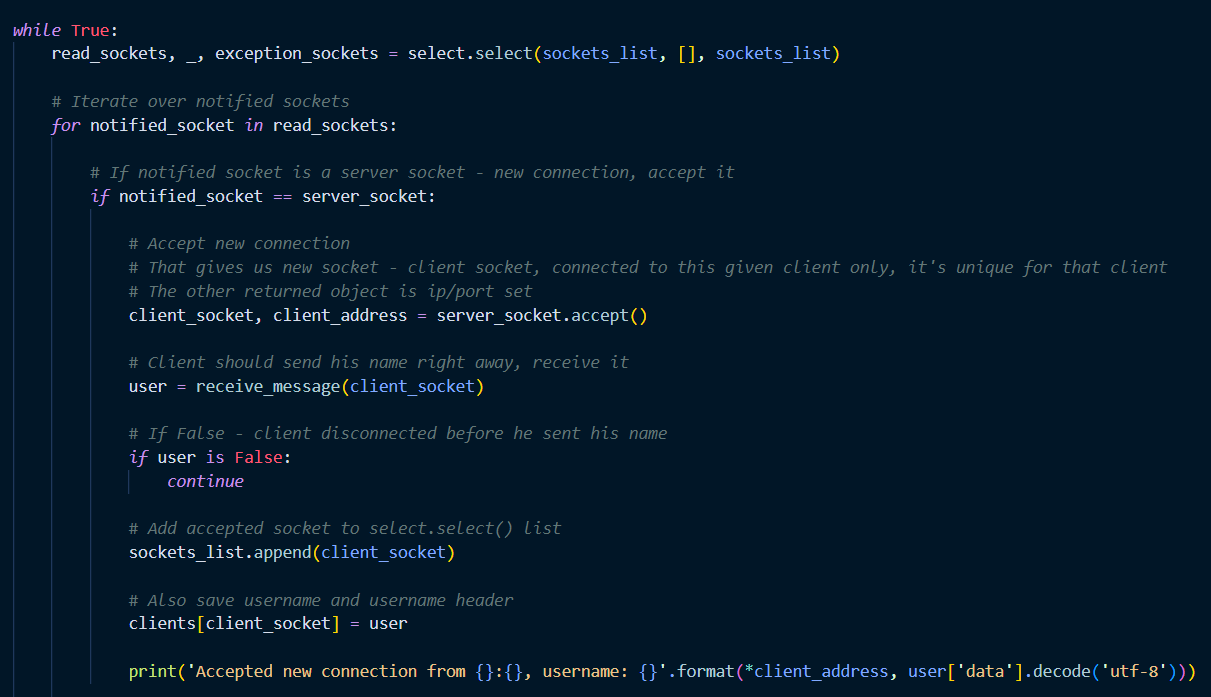 while True:
    read_sockets, _, exception_sockets = select.select(sockets_list, [], sockets_list)

    # Iterate over notified sockets
    for notified_socket in read_sockets:

        # If notified socket is a server socket - new connection, accept it
        if notified_socket == server_socket:

            # Accept new connection
            # That gives us new socket - client socket, connected to this given client only, it's unique for that client
            # The other returned object is ip/port set
            client_socket, client_address = server_socket.accept()

            # Client should send his name right away, receive it
            user = receive_message(client_socket)

            # If False - client disconnected before he sent his name
            if user is False:
                continue

            # Add accepted socket to select.select() list
            sockets_list.append(client_socket)

            # Also save username and username header
            clients[client_socket] = user

            print('Accepted new connection from {}:{}, username: {}'.format(*client_address, user['data'].decode('utf-8')))